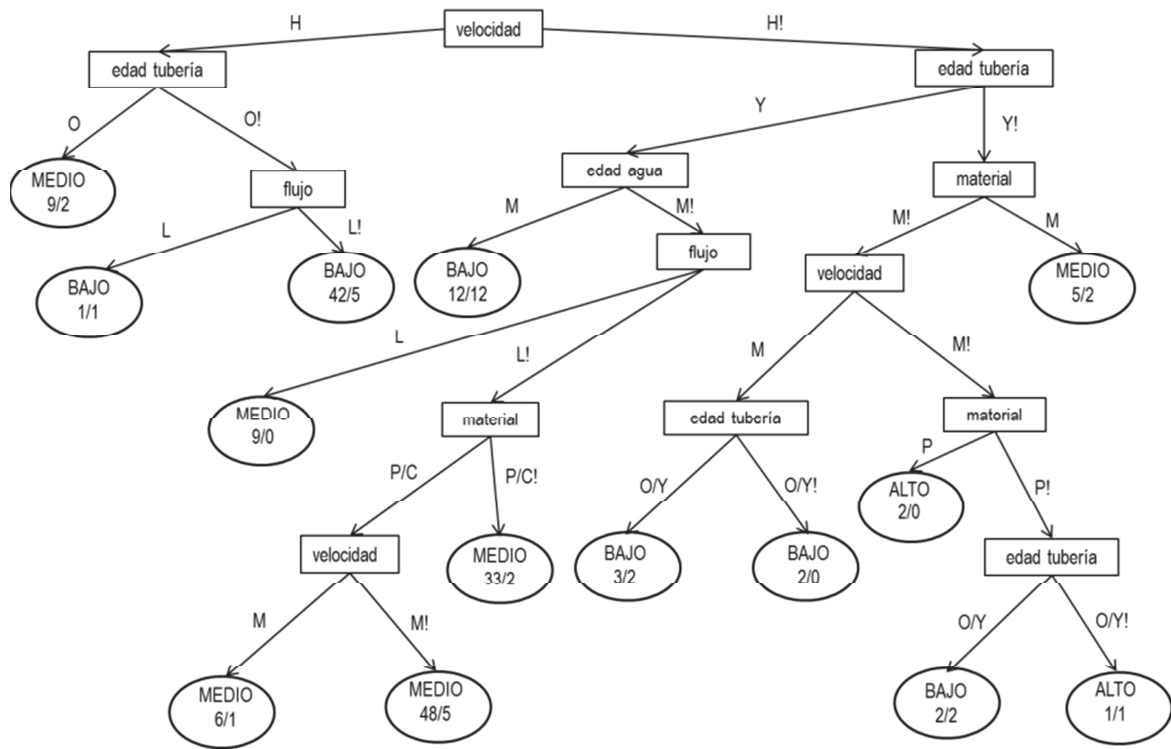 velocidad
H
H!
edad tubería
edad tubería
O
O!
Y
Y!
MEDIO
9/2
flujo
edad agua
material
L
L!
M
M!
M!
M
BAJO
1/1
BAJO
42/5
BAJO
12/12
flujo
velocidad
MEDIO
5/2
L
L!
M
M!
MEDIO
9/0
material
edad tubería
material
P/C
P/C!
O/Y
O/Y!
P
P!
ALTO
2/0
velocidad
MEDIO
33/2
BAJO
3/2
BAJO
2/0
edad tubería
M
M!
O/Y
O/Y!
MEDIO
6/1
MEDIO
48/5
BAJO
2/2
ALTO
1/1